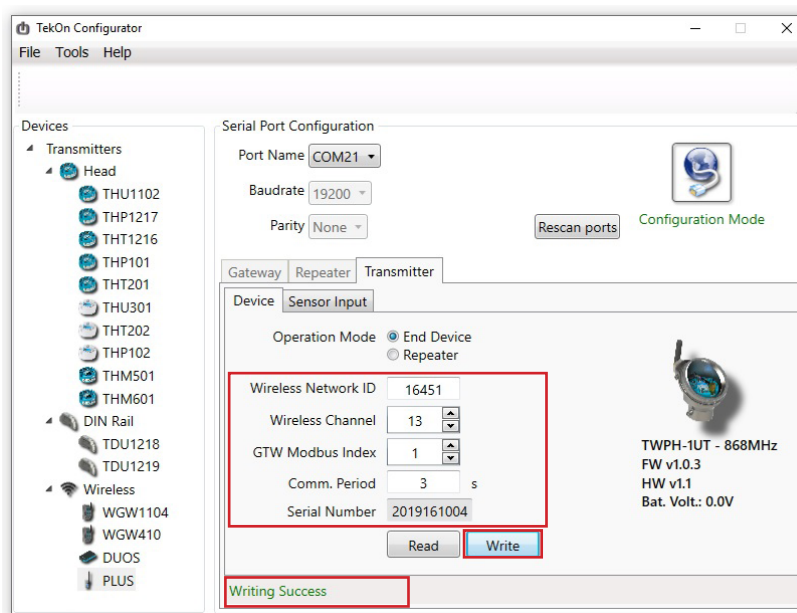 TekOn Configurator
File Tools Help
Devices
Transmitters
Head
THU1102
THP1217
THT1216
THP101
THT201
THU301
THT202
THP102
THM501
THM601
DIN Rail
TDU1218
TDU1219
Wireless
WGW1104
WGW410
DUOS
PLUS
Serial Port Configuration
Port Name COM21
Baudrate 19200
Parity None
Rescan ports
Configuration Mode
Gateway Repeater Transmitter
Device Sensor Input
Operation Mode End Device
Repeater
Wireless Network ID 16451
Wireless Channel 13
GTW Modbus Index 1
Comm. Period 3 s
Serial Number 2019161004
Read Write
TWPH-1UT - 868MHz
FW v1.0.3
HW v1.1
Bat. Volt.: 0.0V
Writing Success